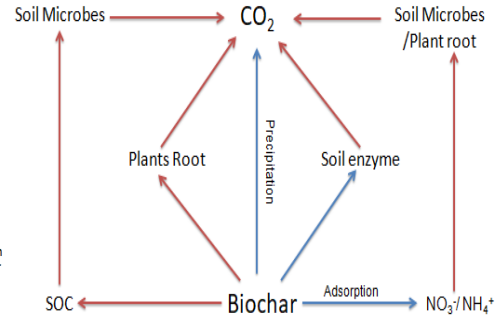 Soil Microbes
CO₂
Soil Microbes
/Plant root
Precipitation
Plants Root
Soil enzyme
SOC
Biochar
Adsorption
NO₃⁻/ NH₄⁺